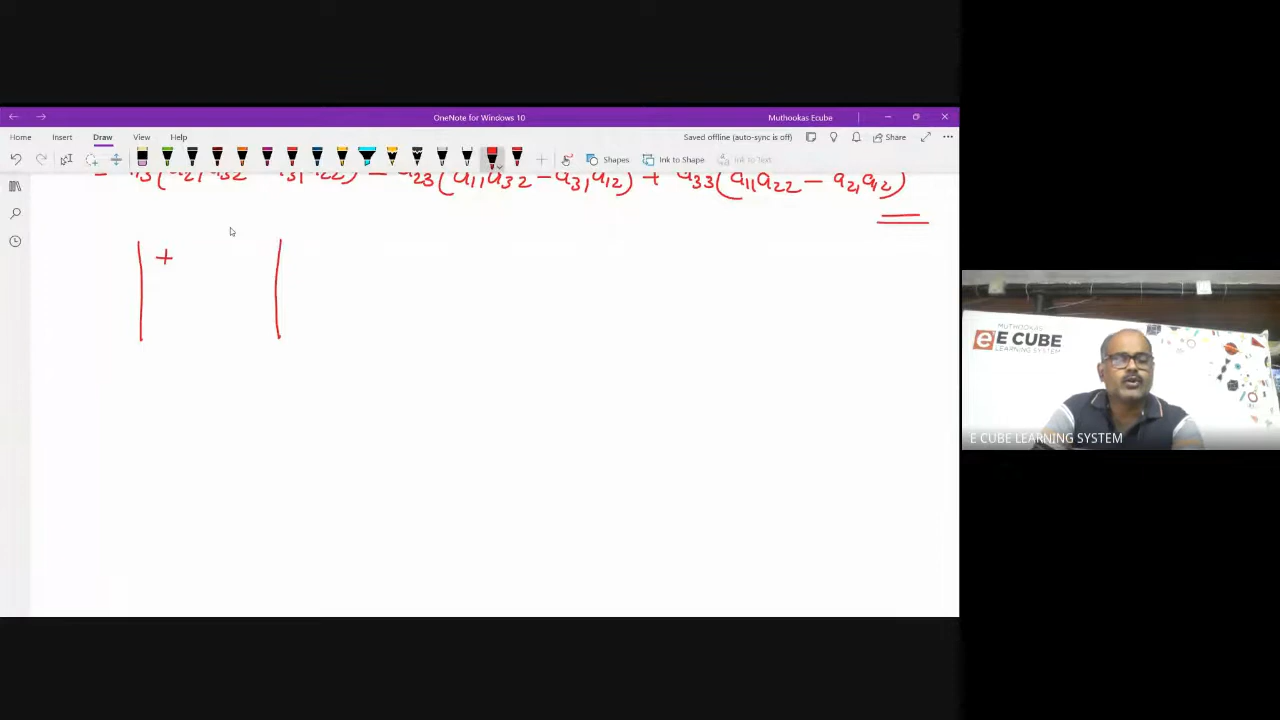 OneNote for Windows 10
Muthookas Ecube
Home Insert Draw View Help
Saved offline (auto-sync is off) Share
Shapes Ink to Shape Ink to Text
- a23(a11a32 - a31a12) + a33(a11a22 - a21a12)
+
MUTHOOKAS
e E CUBE
LEARNING SYSTEM
E CUBE LEARNING SYSTEM